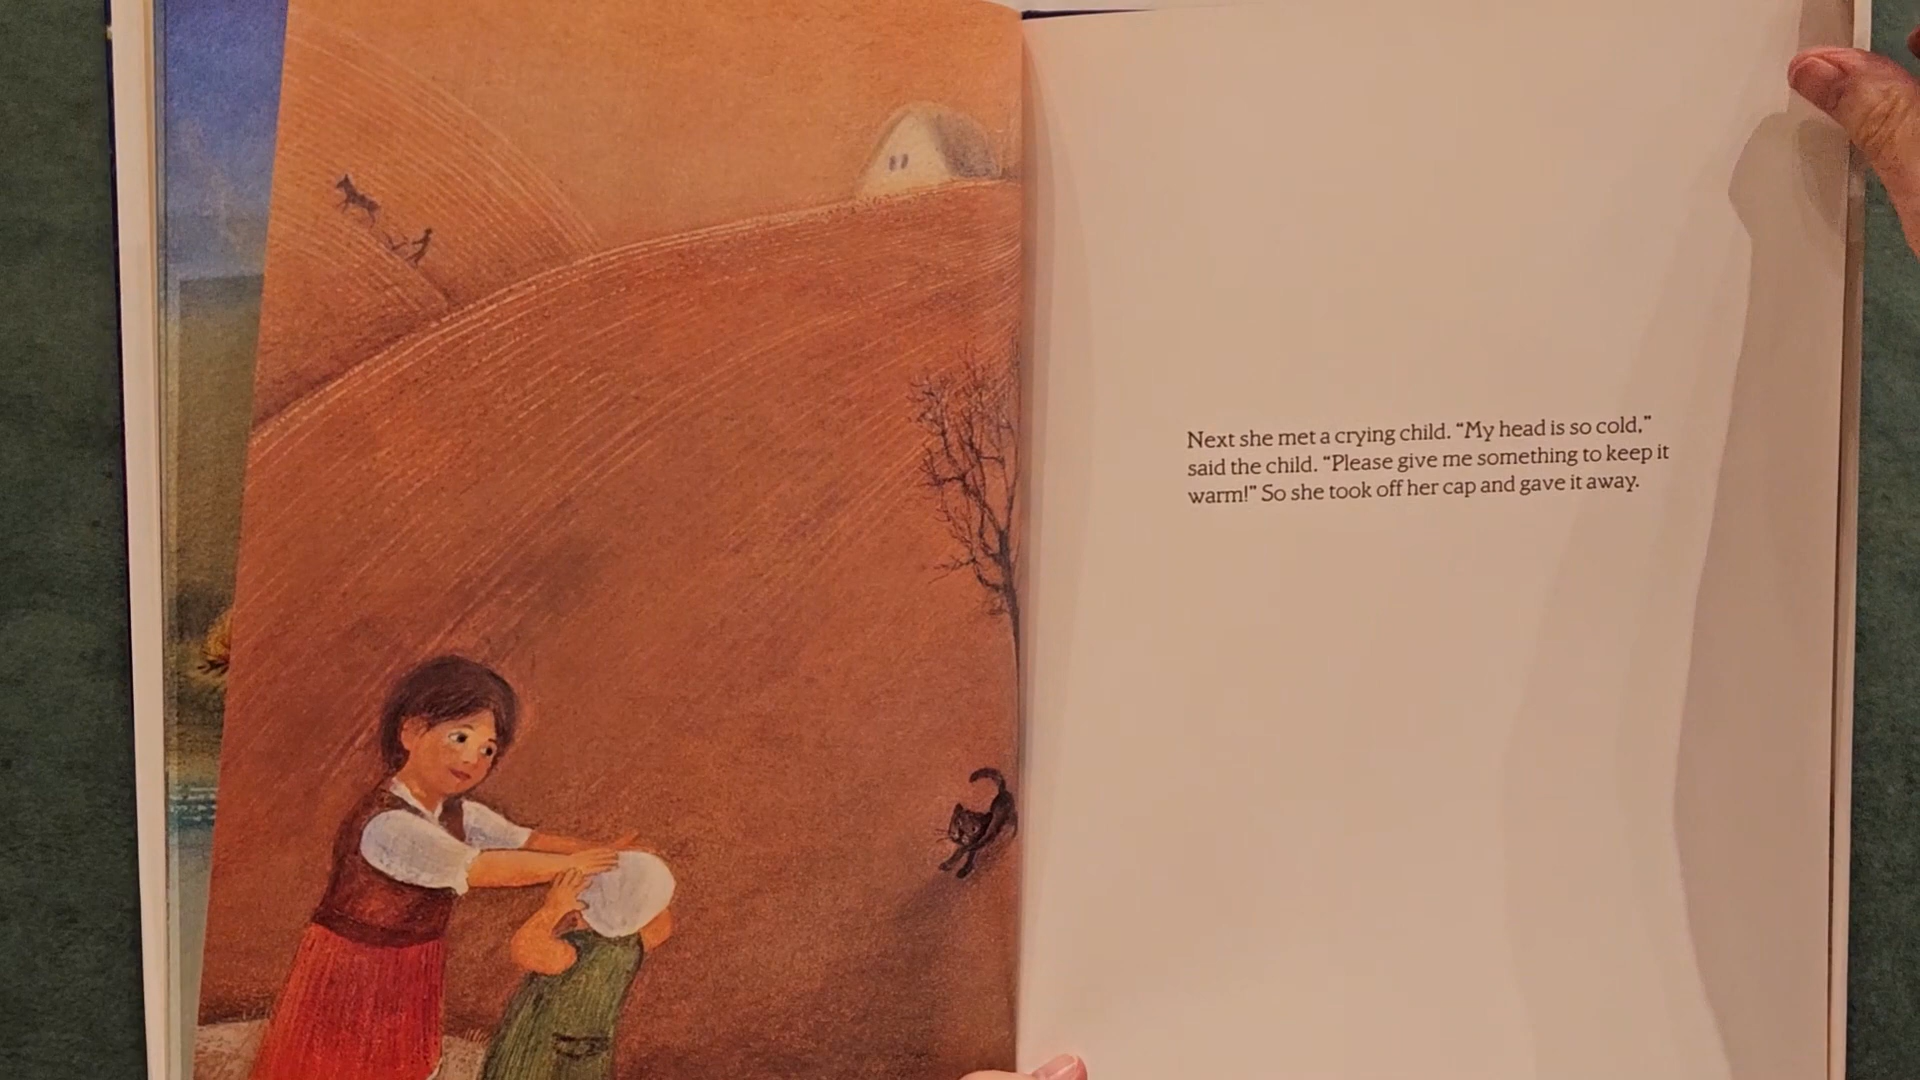 Next she met a crying child. “My head is so cold,”
said the child. “Please give me something to keep it
warm!” So she took off her cap and gave it away.